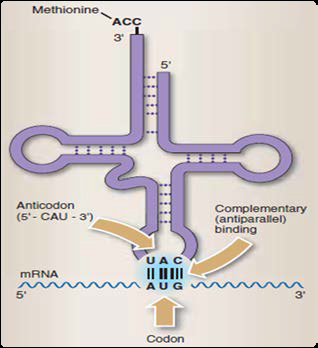 Methionine
ACC
3'
5'
Anticodon
(5' - CAU - 3')
Complementary
(antiparallel)
binding
U A C
mRNA
A U G
5'
3'
Codon